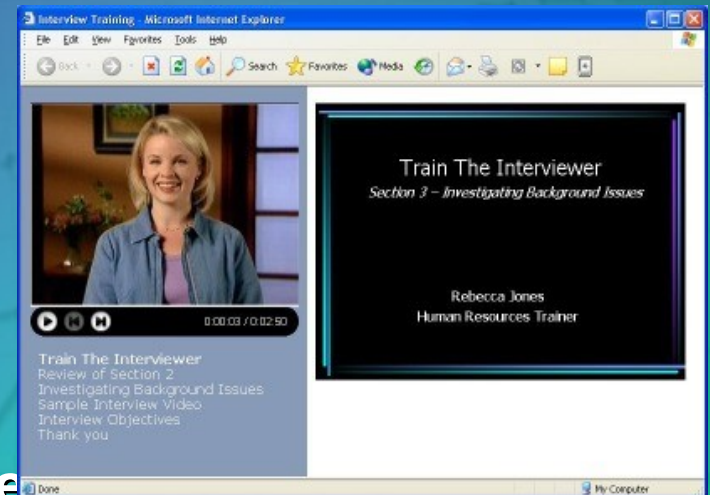 Interview Training - Microsoft Internet Explorer
File Edit View Favorites Tools Help
Back Search Favorites Media
Train The Interviewer
Section 3 – Investigating Background Issues
Rebecca Jones
Human Resources Trainer
0:00:03 / 0:02:50
Train The Interviewer
Review of Section 2
Investigating Background Issues
Sample Interview Video
Interview Objectives
Thank you
Done My Computer